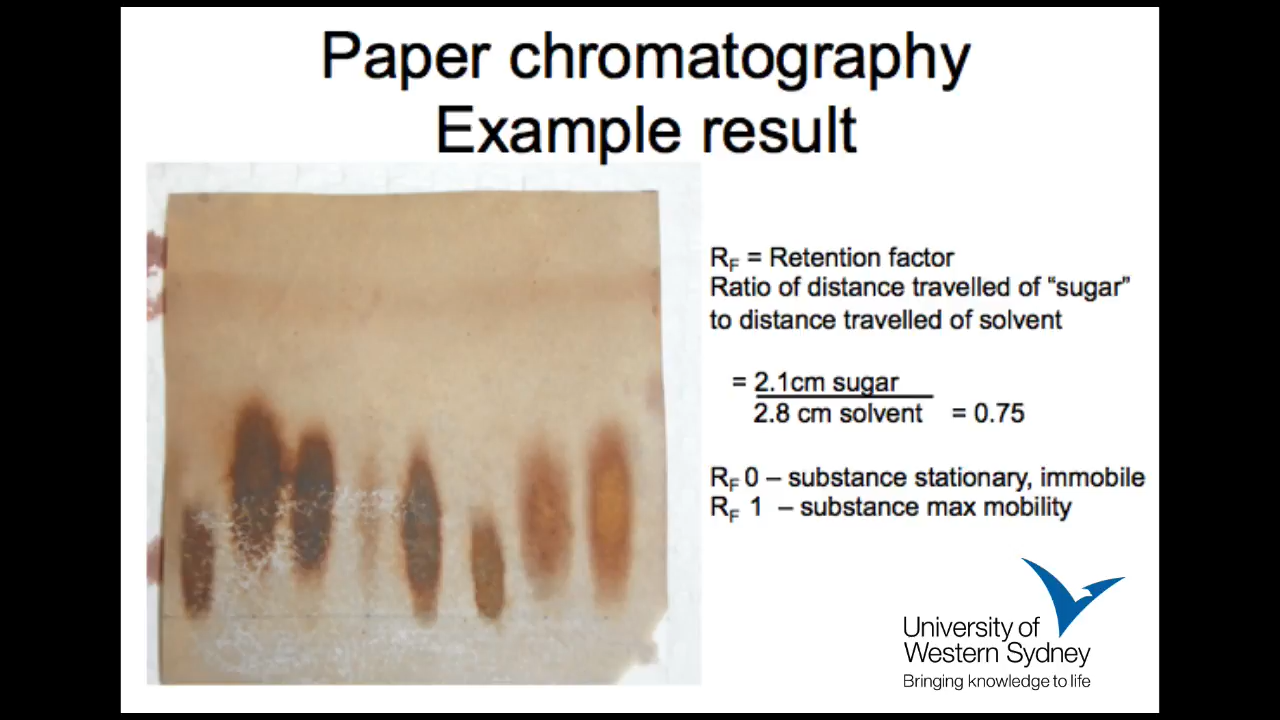 Paper chromatography
Example result
RF = Retention factor
Ratio of distance travelled of “sugar”
to distance travelled of solvent
= 2.1cm sugar
2.8 cm solvent = 0.75
RF 0 – substance stationary, immobile
RF 1 – substance max mobility
University of
Western Sydney
Bringing knowledge to life